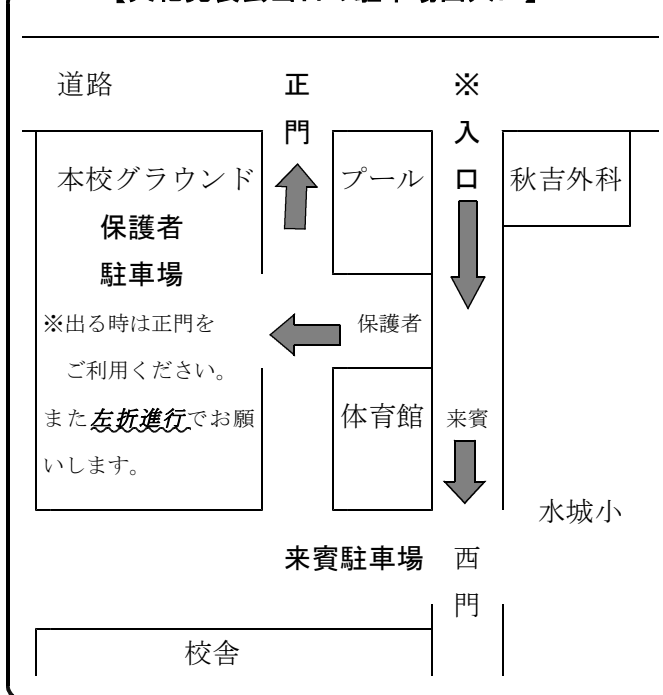 道路
正門
※入口
本校グラウンド
保護者
駐車場
※出る時は正門を
ご利用ください。
また左折進行でお願
いします。
プール
秋吉外科
保護者
体育館
来賓
水城小
来賓駐車場
西門
校舎